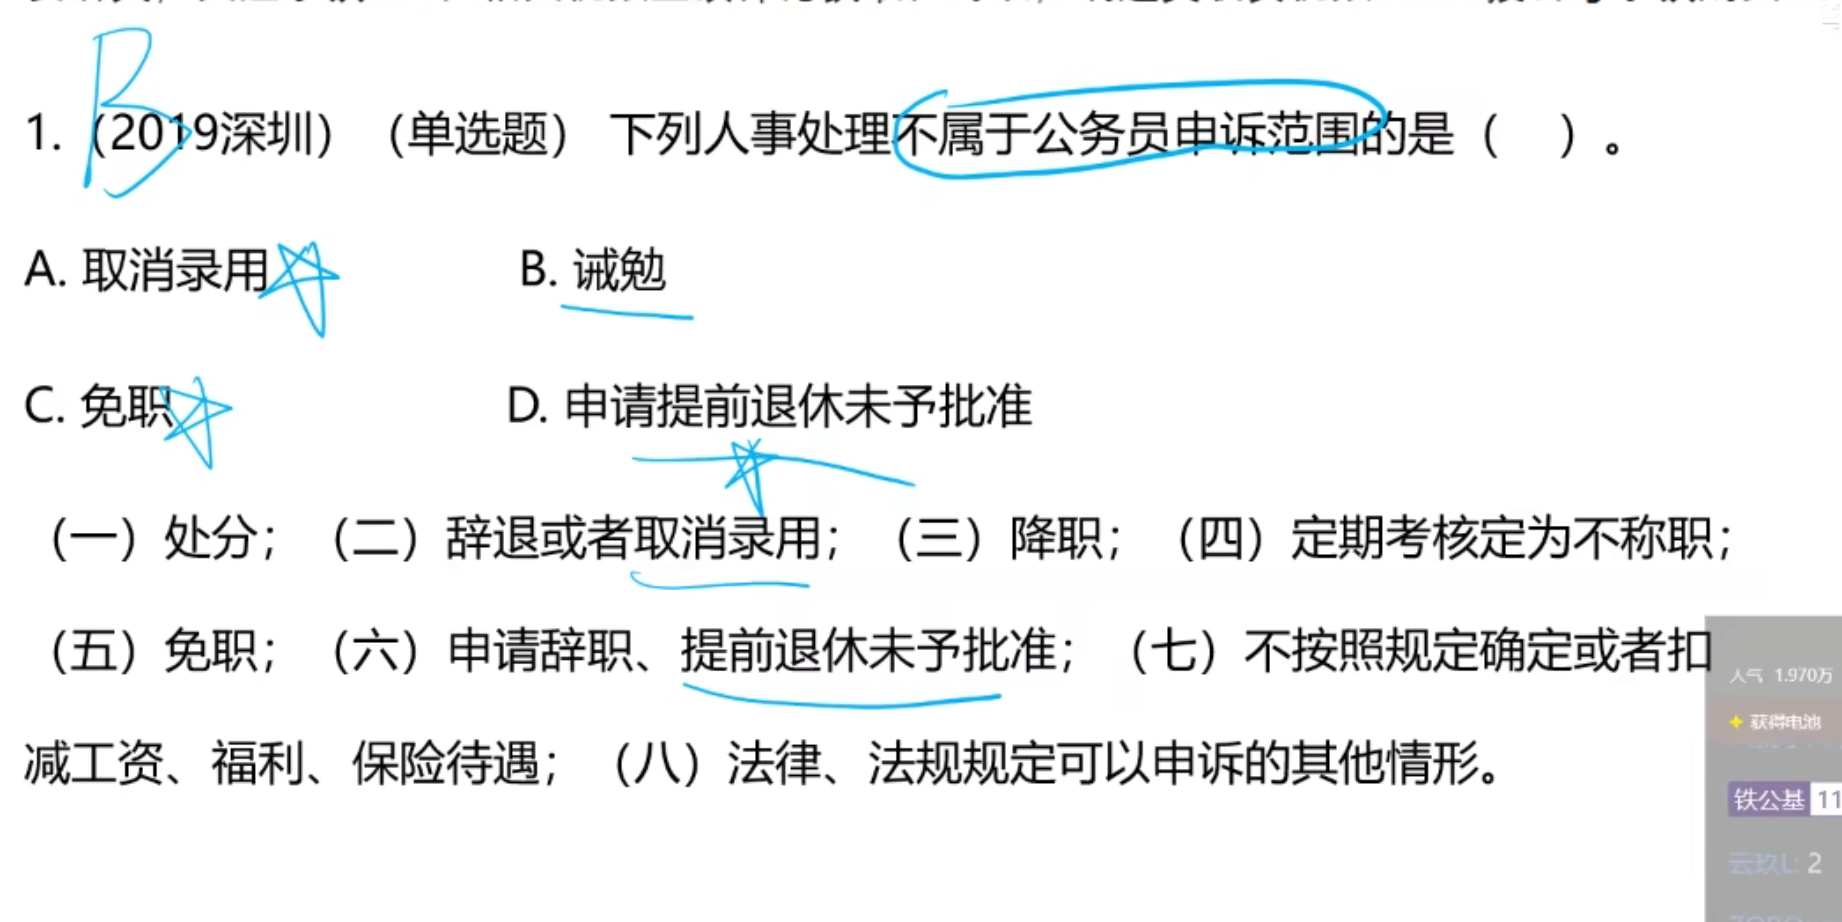 B
1. (2019深圳）（单选题） 下列人事处理不属于公务员申诉范围的是（ ）。
A. 取消录用 B. 诫勉
C. 免职 D. 申请提前退休未予批准
（一）处分；（二）辞退或者取消录用；（三）降职；（四）定期考核定为不称职；
（五）免职；（六）申请辞职、提前退休未予批准；（七）不按照规定确定或者扣
减工资、福利、保险待遇；（八）法律、法规规定可以申诉的其他情形。
人气 1.970万
获得电池
铁公基 11
云玖L: 2